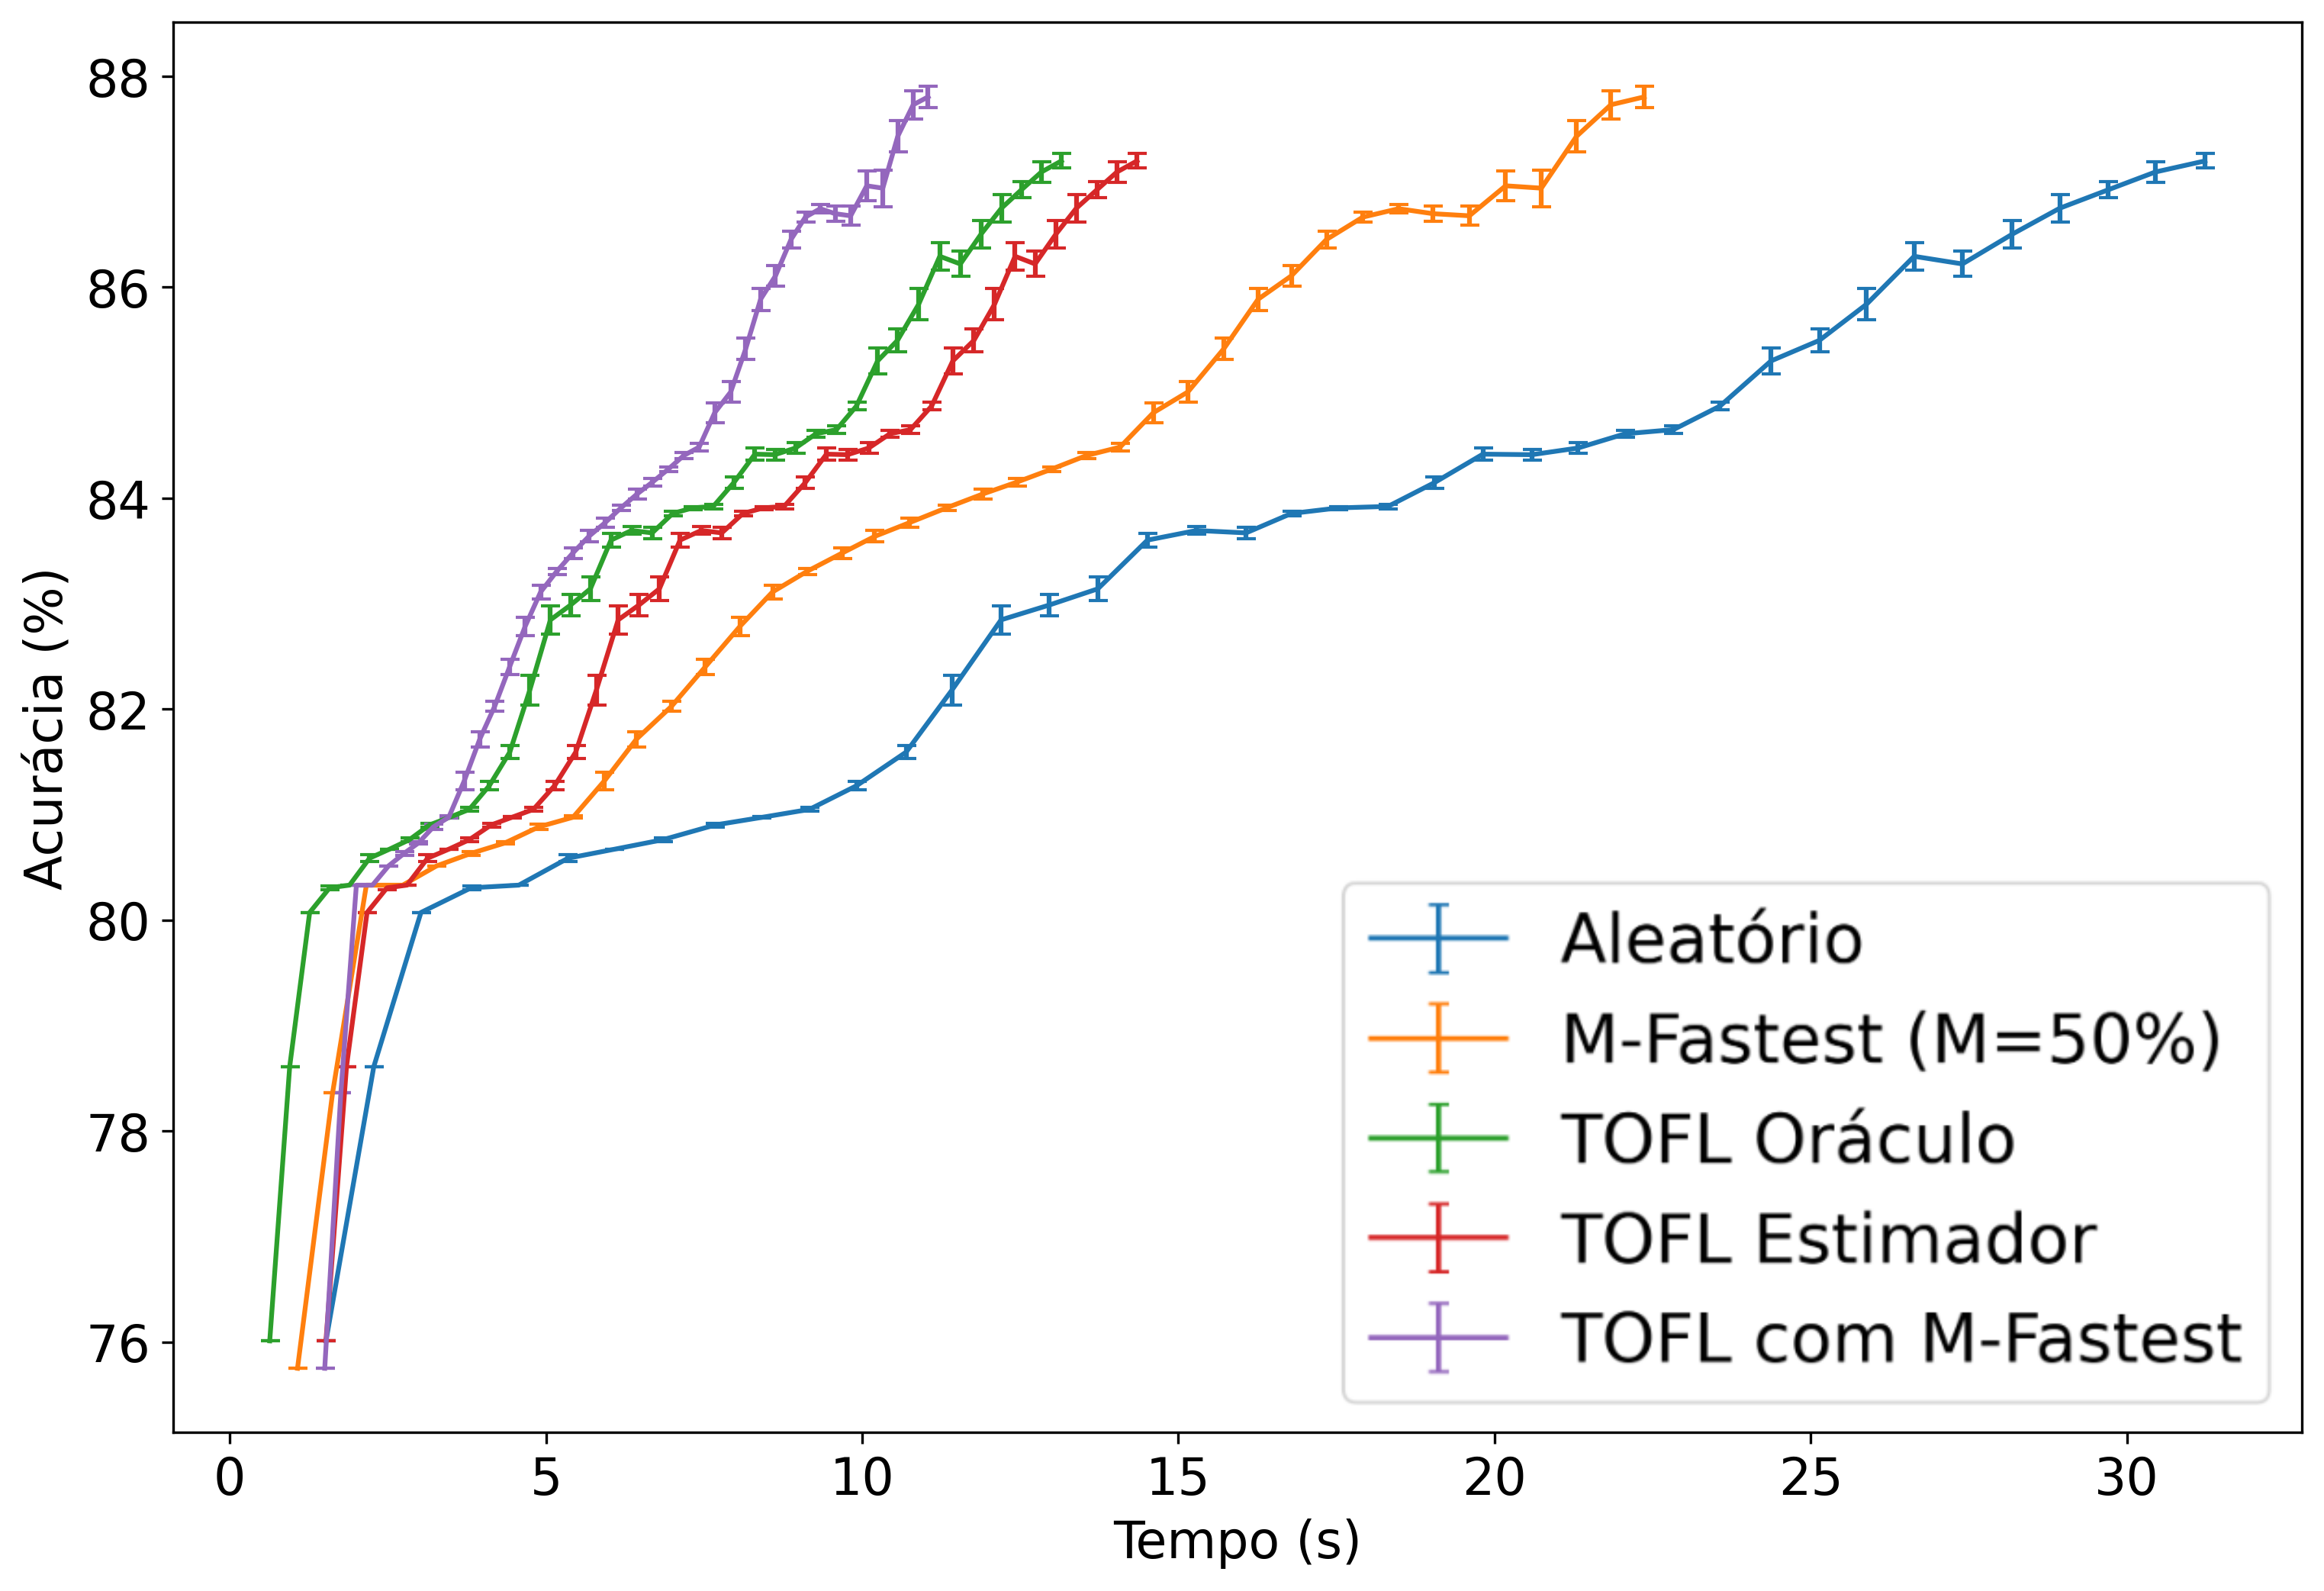 88
86
84
82
80
78
76
Acurácia (%)
0 5 10 15 20 25 30
Tempo (s)
Aleatório
M-Fastest (M=50%)
TOFL Oráculo
TOFL Estimador
TOFL com M-Fastest